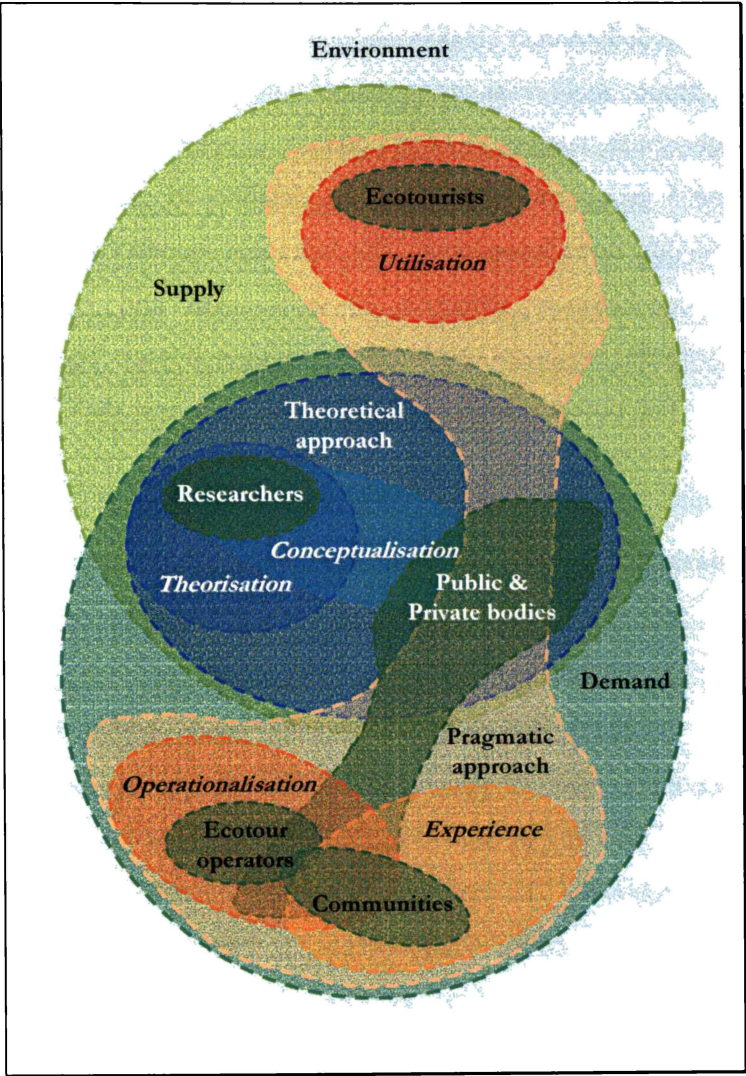 Environment
Ecotourists
Utilisation
Supply
Theoretical
approach
Researchers
Conceptualisation
Theorisation
Public &
Private bodies
Demand
Pragmatic
approach
Operationalisation
Ecotour
operators
Experience
Communities